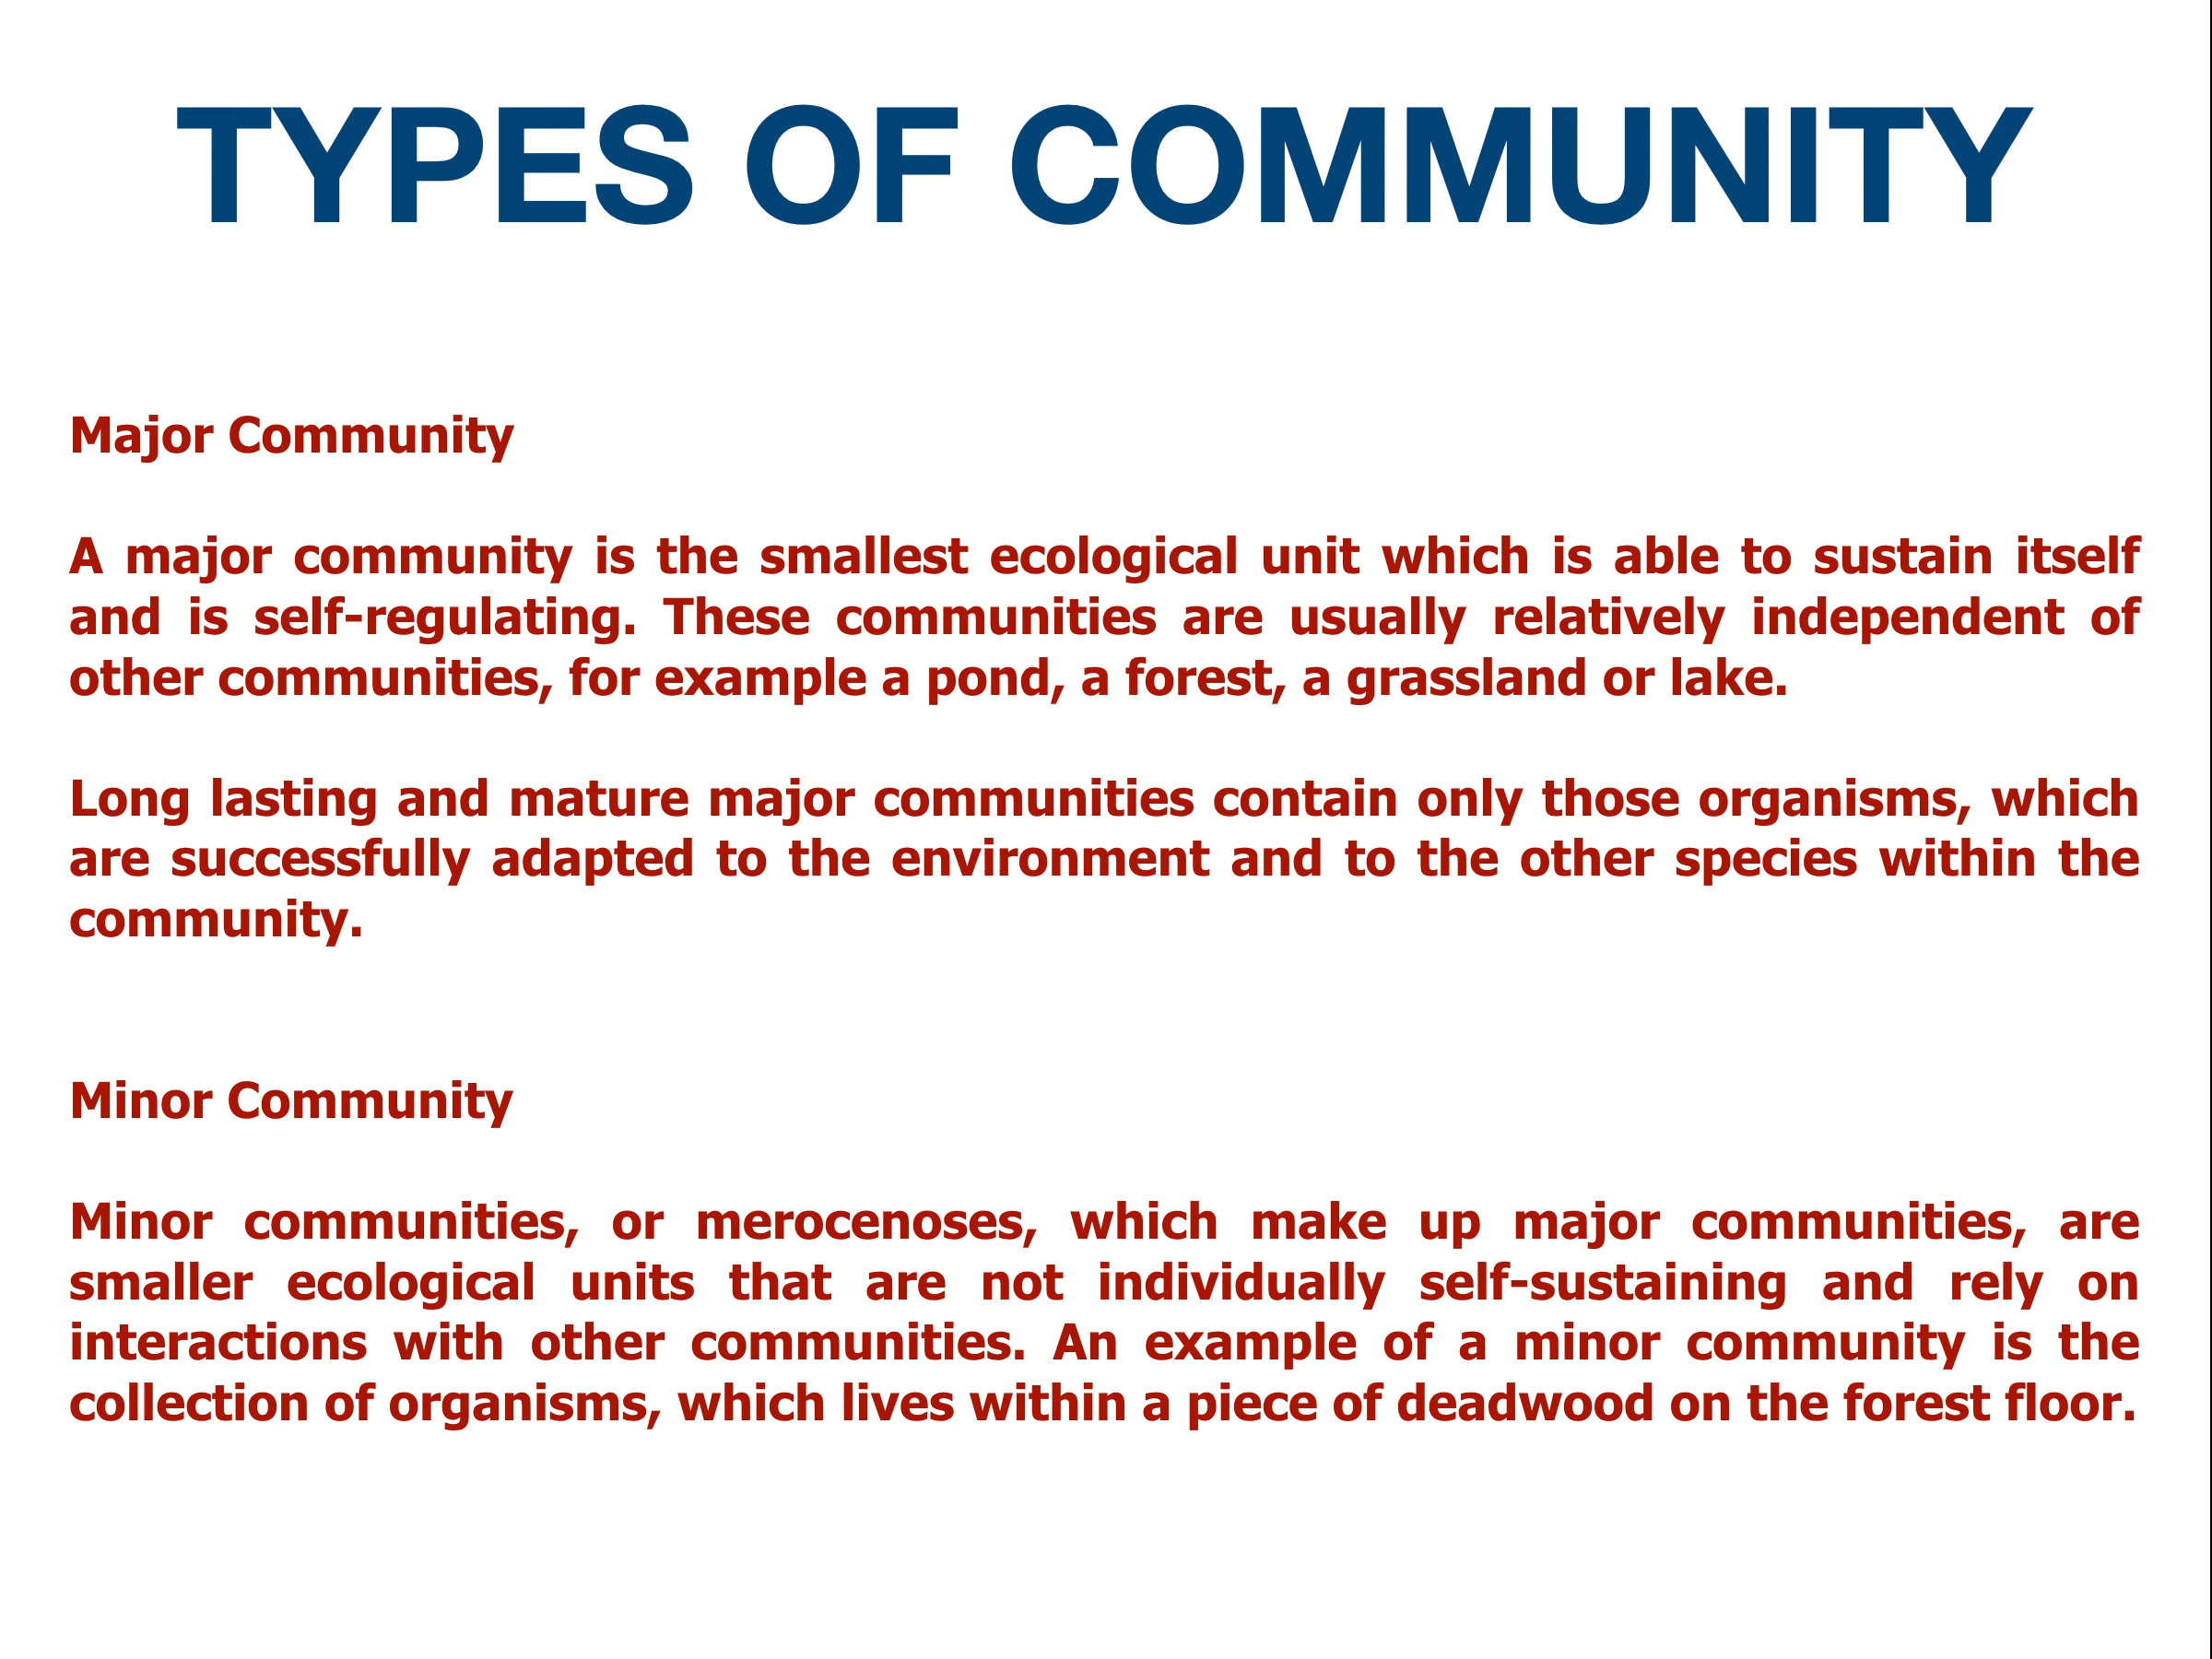 TYPES OF COMMUNITY
Major Community
A major community is the smallest ecological unit which is able to sustain itself
and is self-regulating. These communities are usually relatively independent of
other communities, for example a pond, a forest, a grassland or lake.
Long lasting and mature major communities contain only those organisms, which
are successfully adapted to the environment and to the other species within the
community.
Minor Community
Minor communities, or merocenoses, which make up major communities, are
smaller ecological units that are not individually self-sustaining and rely on
interactions with other communities. An example of a minor community is the
collection of organisms, which lives within a piece of deadwood on the forest floor.